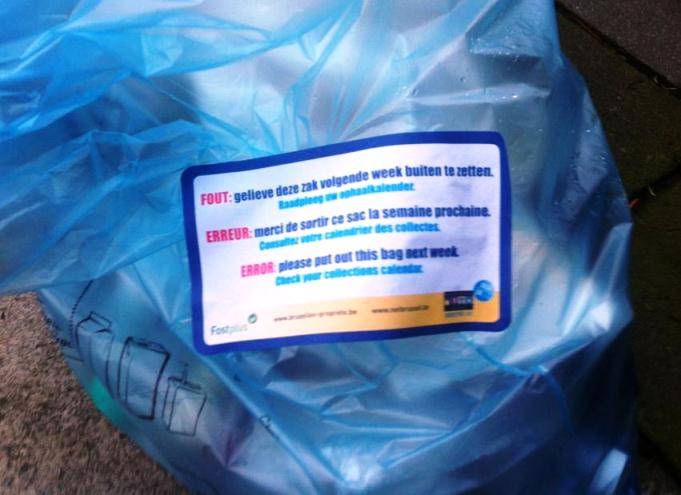 FOUT: gelieve deze zak volgende week buiten te zetten.
Raadpleeg uw ophaalkalender.
ERREUR: merci de sortir ce sac la semaine prochaine.
Consultez votre calendrier des collectes.
ERROR: please put out this bag next week.
Check your collections calendar.
Fostplus
www.bruxelles-proprete.be
www.netbrussel.be